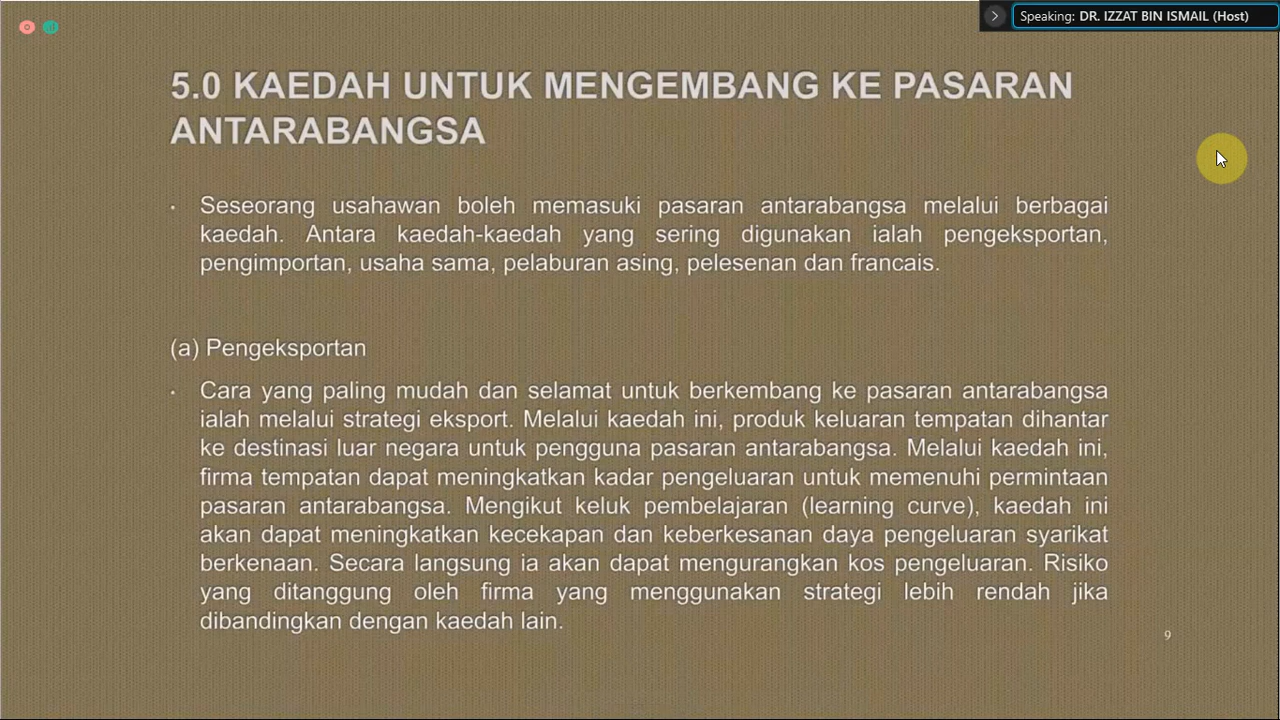 Speaking: DR. IZZAT BIN ISMAIL (Host)
5.0 KAEDAH UNTUK MENGEMBANG KE PASARAN
ANTARABANGSA
• Seseorang usahawan boleh memasuki pasaran antarabangsa melalui berbagai
kaedah. Antara kaedah-kaedah yang sering digunakan ialah pengeksportan,
pengimportan, usaha sama, pelaburan asing, pelesenan dan francais.
(a) Pengeksportan
• Cara yang paling mudah dan selamat untuk berkembang ke pasaran antarabangsa
ialah melalui strategi eksport. Melalui kaedah ini, produk keluaran tempatan dihantar
ke destinasi luar negara untuk pengguna pasaran antarabangsa. Melalui kaedah ini,
firma tempatan dapat meningkatkan kadar pengeluaran untuk memenuhi permintaan
pasaran antarabangsa. Mengikut keluk pembelajaran (learning curve), kaedah ini
akan dapat meningkatkan kecekapan dan keberkesanan daya pengeluaran syarikat
berkenaan. Secara langsung ia akan dapat mengurangkan kos pengeluaran. Risiko
yang ditanggung oleh firma yang menggunakan strategi lebih rendah jika
dibandingkan dengan kaedah lain.
9